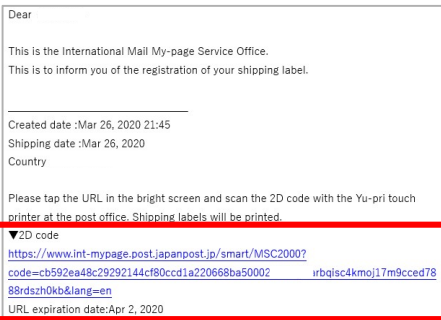 Dear
This is the International Mail My-page Service Office.
This is to inform you of the registration of your shipping label.
Created date :Mar 26, 2020 21:45
Shipping date :Mar 26, 2020
Country
Please tap the URL in the bright screen and scan the 2D code with the Yu-pri touch
printer at the post office. Shipping labels will be printed.
▼2D code
https://www.int-mypage.post.japanpost.jp/smart/MSC2000?
code=cb592ea48c29292144cf80ccd1a220668ba50002 rbqisc4kmoj17m9cced78
88rdszh0kb&lang=en
URL expiration date:Apr 2, 2020